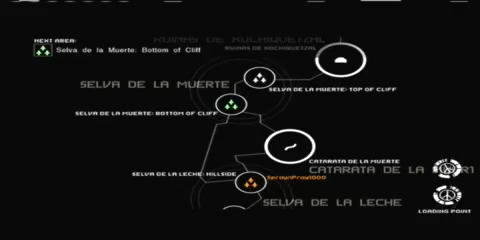 RUINAS DE XOCHIQUETZAL
RUINAS DE XOCHIQUETZAL
NEXT AREA:
Selva de la Muerte: Bottom of Cliff
SELVA DE LA MUERTE
SELVA DE LA MUERTE: TOP OF CLIFF
SELVA DE LA MUERTE: BOTTOM OF CLIFF
CATARATA DE LA MUERTE
CATARATA DE LA
SELVA DE LA LECHE: HILLSIDE
SpraynPray1000
SELVA DE LA LECHE
LOADING POINT